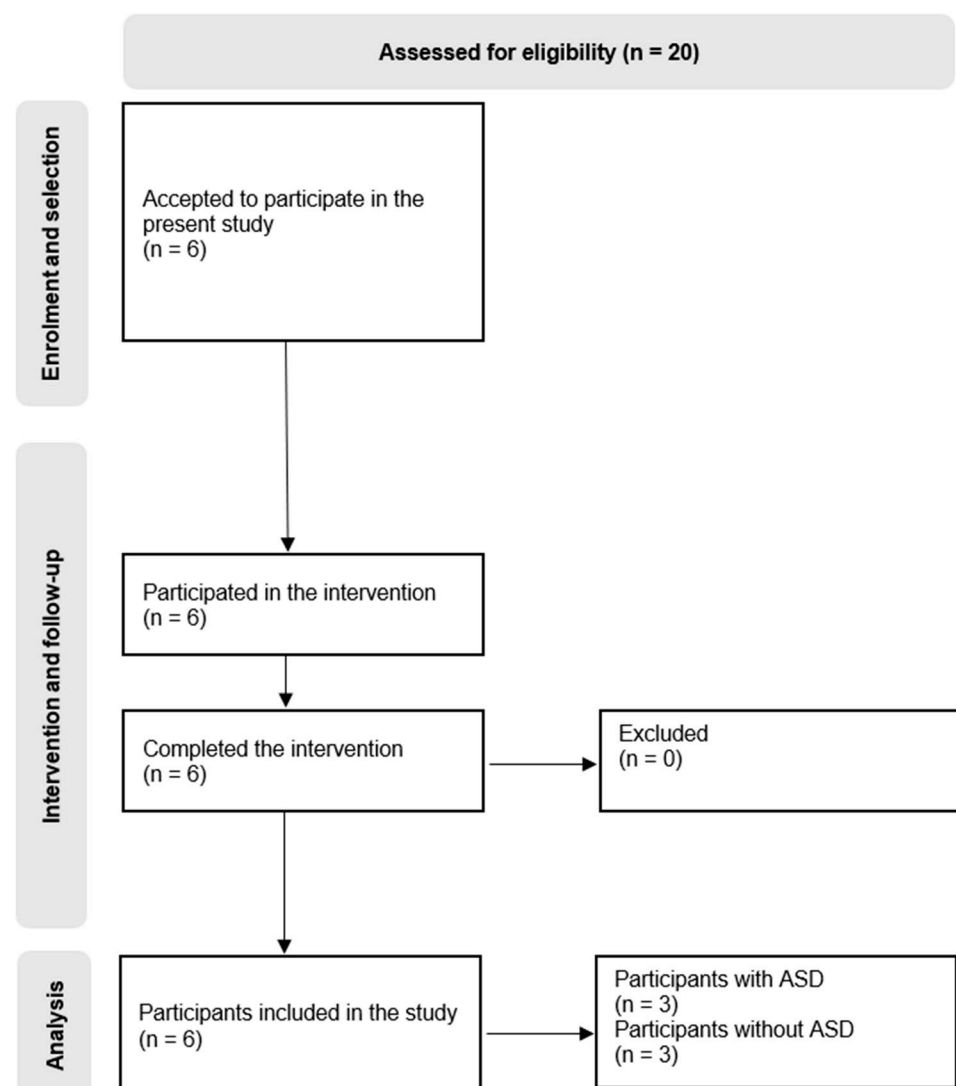 Assessed for eligibility (n = 20)
Enrolment and selection
Accepted to participate in the
present study
(n = 6)
Intervention and follow-up
Participated in the intervention
(n = 6)
Completed the intervention
(n = 6)
Excluded
(n = 0)
Analysis
Participants included in the study
(n = 6)
Participants with ASD
(n = 3)
Participants without ASD
(n = 3)